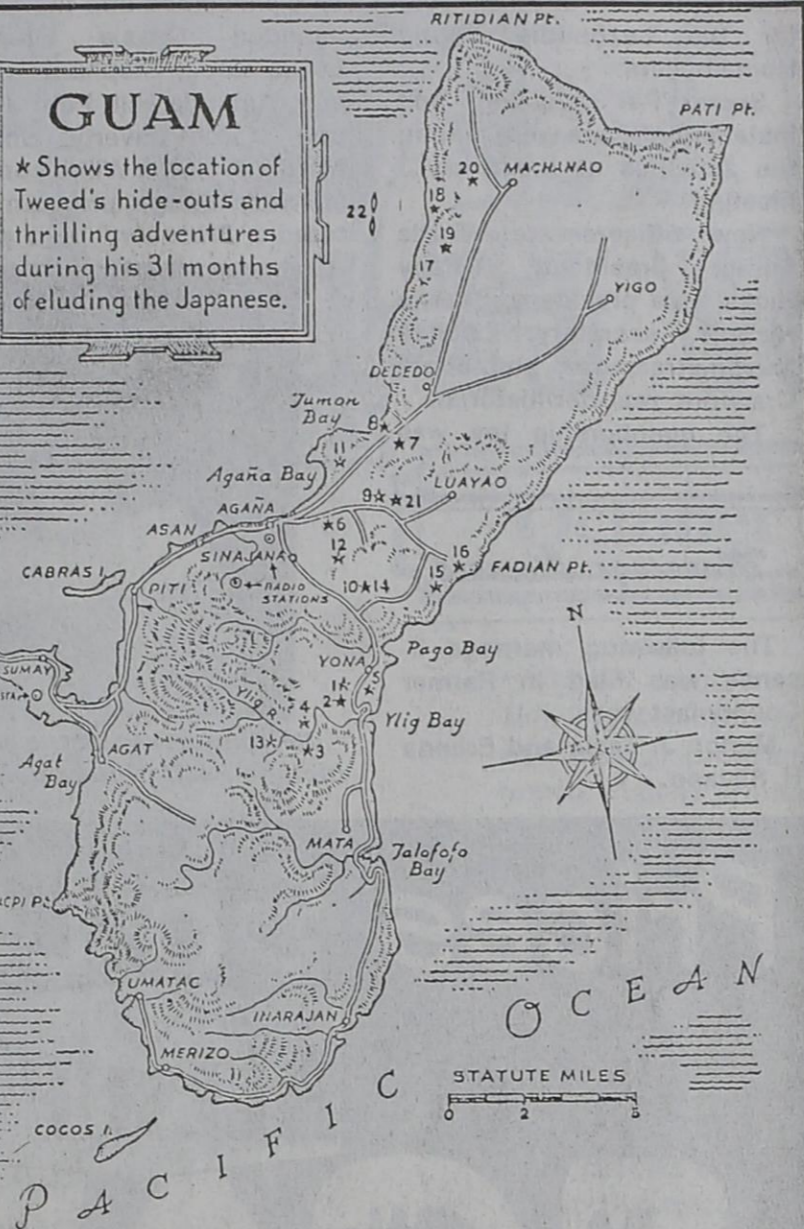 RITIDIAN Pt.
PATI Pt.
GUAM
★ Shows the location of
Tweed's hide-outs and
thrilling adventures
during his 31 months
of eluding the Japanese.
20
MACHANAO
18
22
19
17
YIGO
DEDEDO
Tumon
Bay
8
7
11
Agaña Bay
LUAYAO
9
21
AGAÑA
6
ASAN
12
SINAJANA
16
FADIAN Pt.
CABRAS I.
PITI
RADIO
STATIONS
10
14
15
N
Pago Bay
YONA
SUMAY
1
5
2
Ylig R.
4
Ylig Bay
13
3
AGAT
Agat
Bay
MATA
Talofofo
Bay
UMATAC
INARAJAN
MERIZO
OCEAN
STATUTE MILES
0 2 5
COCOS I.
PACIFIC